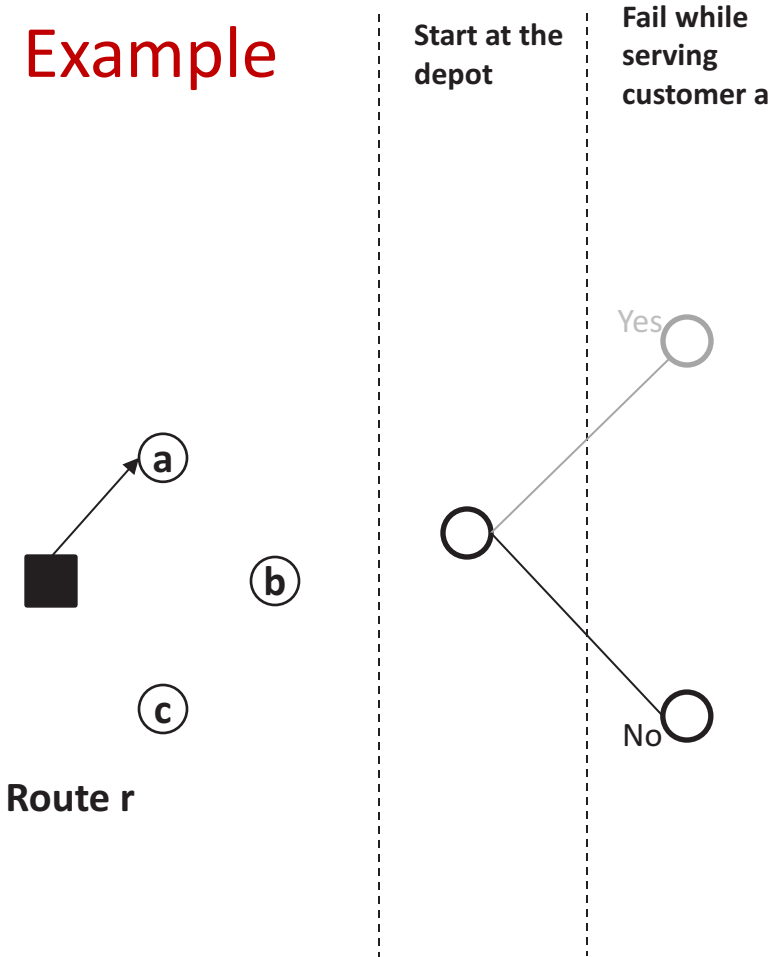 Example
Start at the
depot
Fail while
serving
customer a
Yes
a
b
c
No
Route r